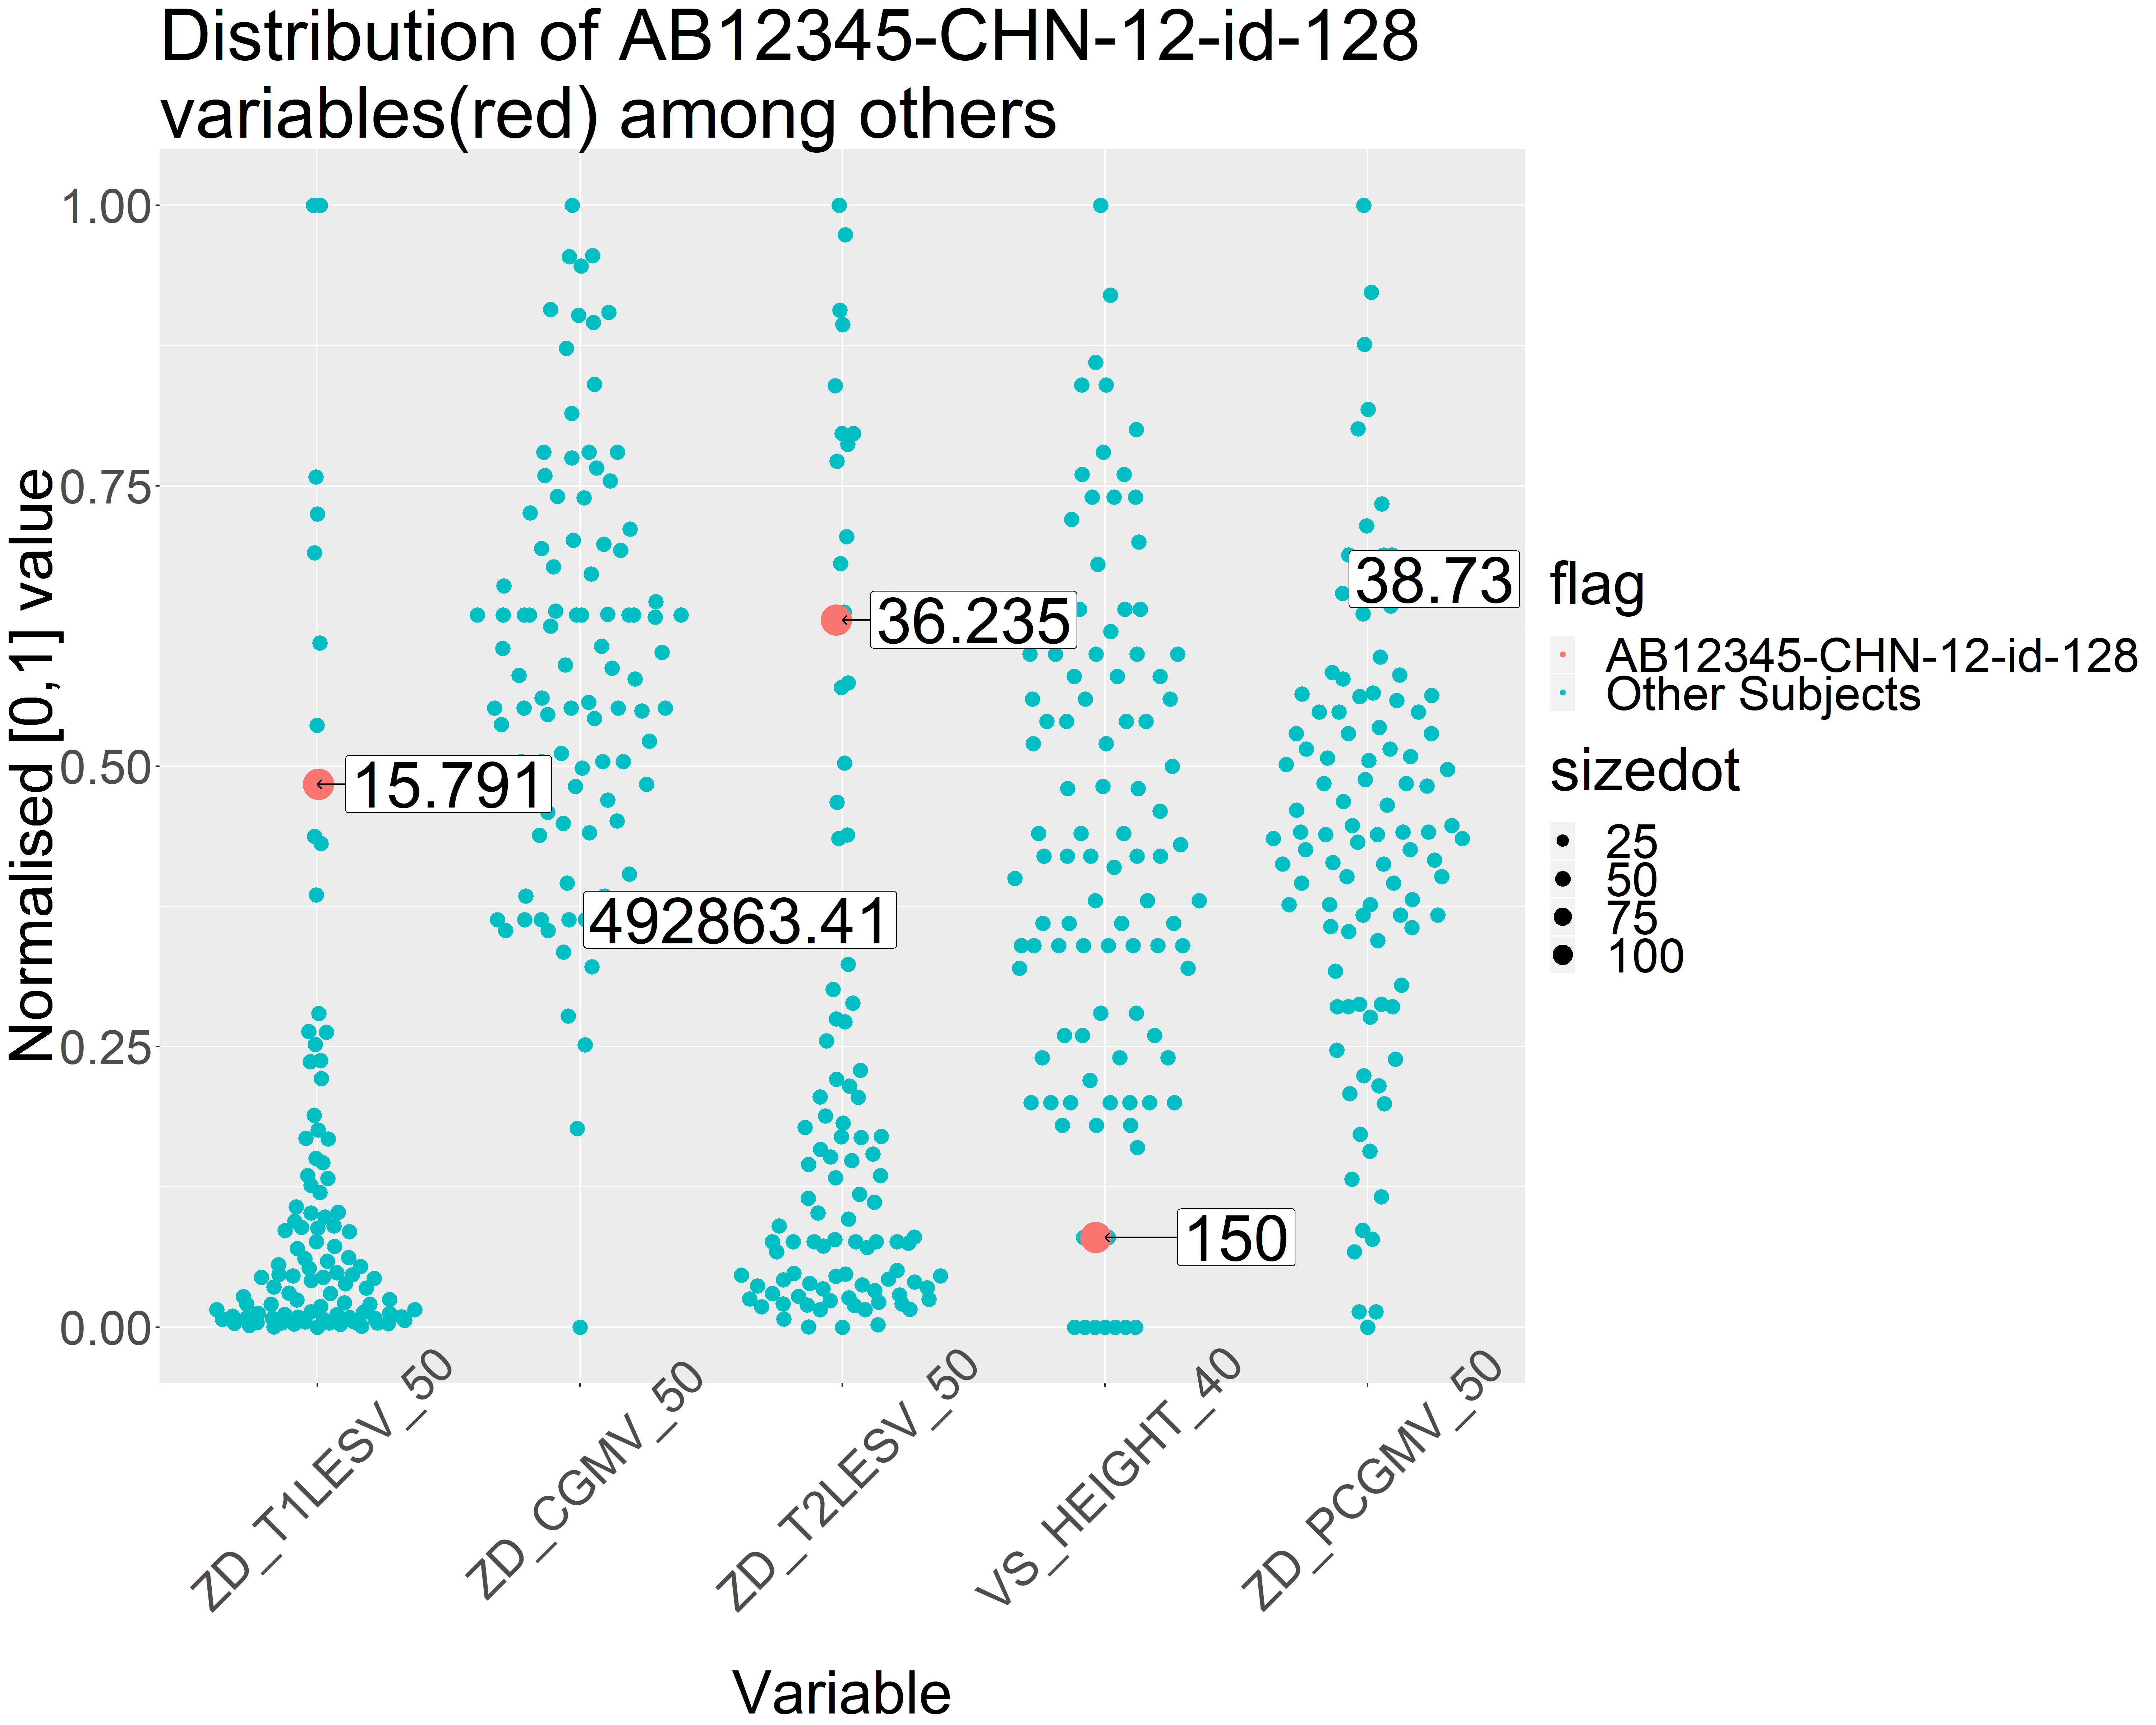 Distribution of AB12345-CHN-12-id-128
variables(red) among others
Normalised [0,1] value
1.00
0.75
0.50
0.25
0.00
15.791
492863.41
36.235
150
38.73
ZD_T1LESV_50
ZD_CGMV_50
ZD_T2LESV_50
VS_HEIGHT_40
ZD_PCGMV_50
Variable
flag
AB12345-CHN-12-id-128
Other Subjects
sizedot
25
50
75
100